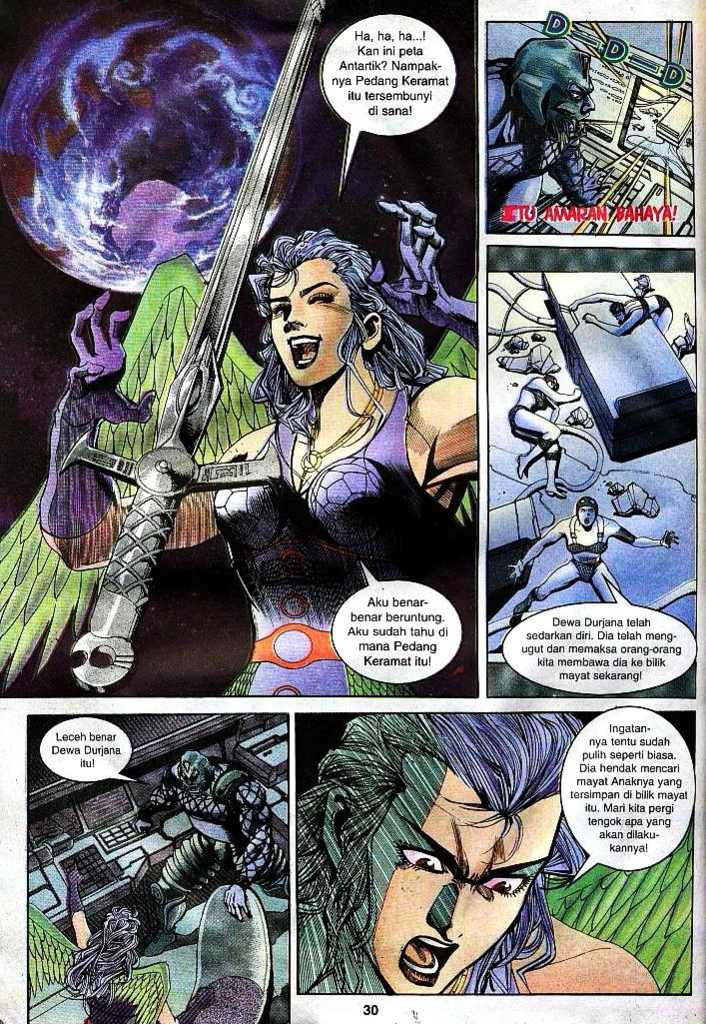 Ha, ha, ha...!
Kan ini peta
Antartik? Nampak-
nya Pedang Keramat
itu tersembunyi
di sana!
Aku benar-
benar beruntung.
Aku sudah tahu di
mana Pedang
Keramat itu!
D=D=D
ITU AMARAN BAHAYA!
Dewa Durjana telah
sedarkan diri. Dia telah meng-
ugut dan memaksa orang-orang
kita membawa dia ke bilik
mayat sekarang!
Leceh benar
Dewa Durjana
itu!
Ingatan-
nya tentu sudah
pulih seperti biasa.
Dia hendak mencari
mayat Anaknya yang
tersimpan di bilik mayat
itu. Mari kita pergi
tengok apa yang
akan dilaku-
kannya!
30